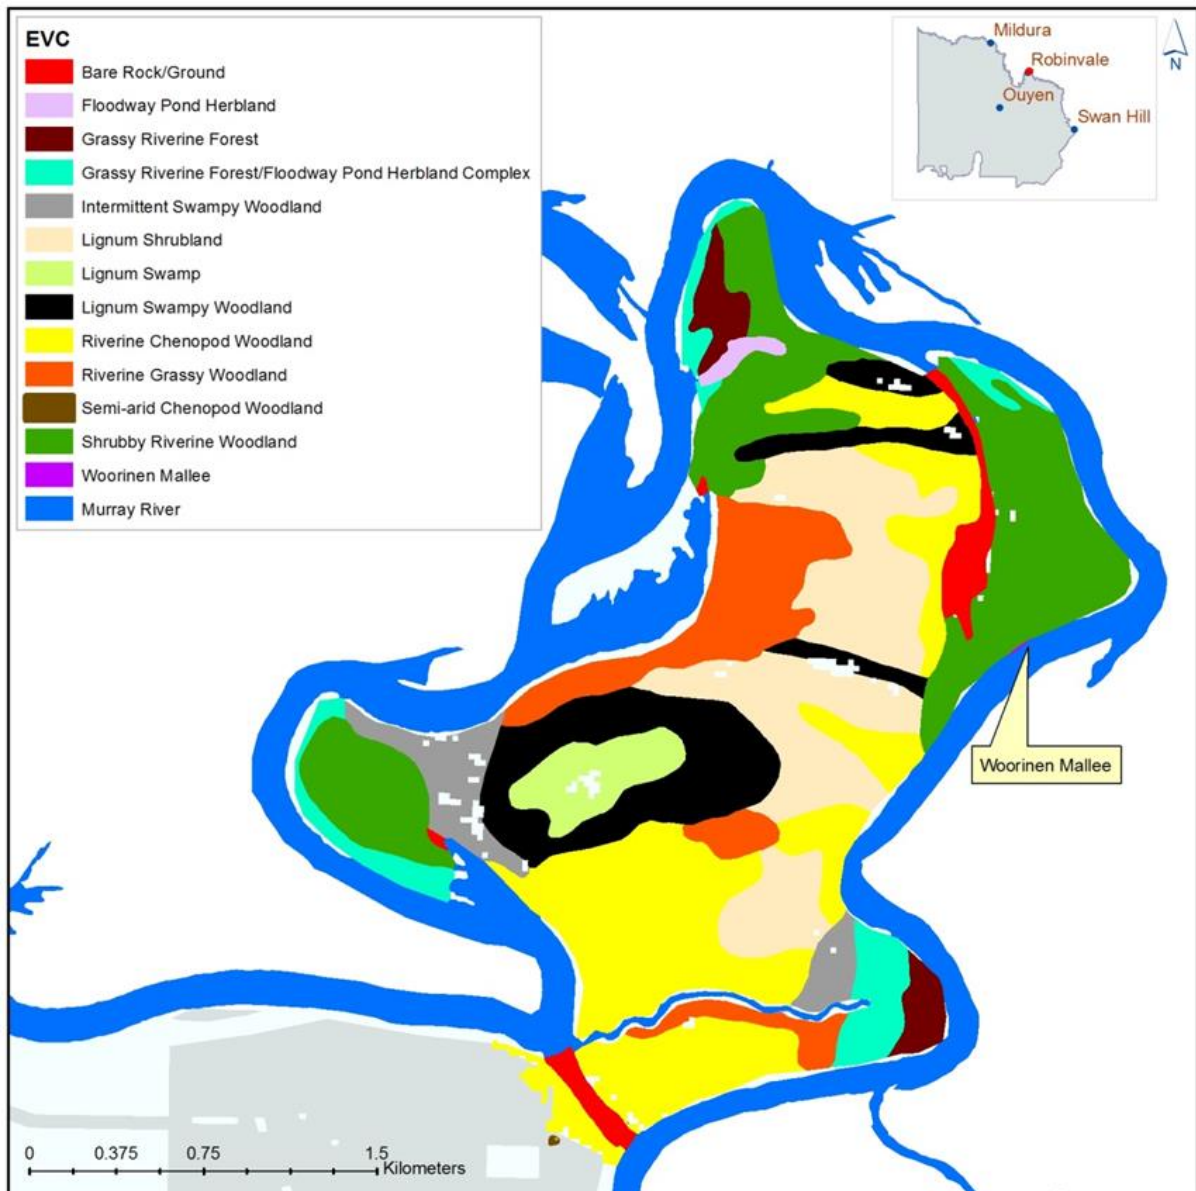 EVC
Bare Rock/Ground
Floodway Pond Herbland
Grassy Riverine Forest
Grassy Riverine Forest/Floodway Pond Herbland Complex
Intermittent Swampy Woodland
Lignum Shrubland
Lignum Swamp
Lignum Swampy Woodland
Riverine Chenopod Woodland
Riverine Grassy Woodland
Semi-arid Chenopod Woodland
Shrubby Riverine Woodland
Woorinen Mallee
Murray River
Mildura
Robinvale
Ouyen
Swan Hill
N
Woorinen Mallee
0 0.375 0.75 1.5
Kilometers